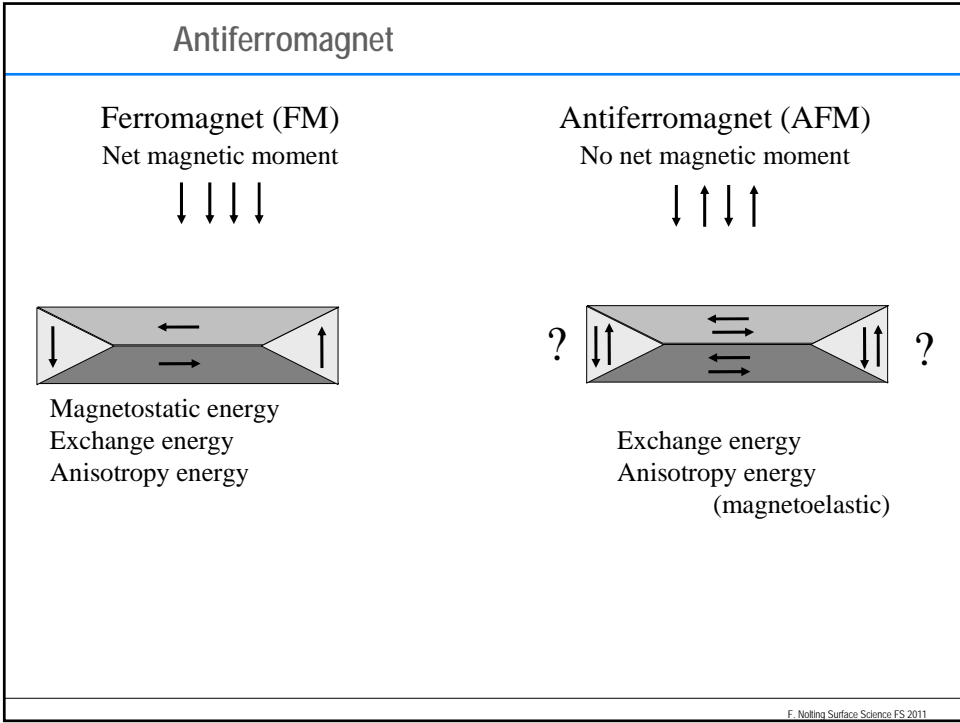 Antiferromagnet
Ferromagnet (FM)
Net magnetic moment
Magnetostatic energy
Exchange energy
Anisotropy energy
Antiferromagnet (AFM)
No net magnetic moment
?
?
Exchange energy
Anisotropy energy
(magnetoelastic)
F. Nolting Surface Science FS 2011